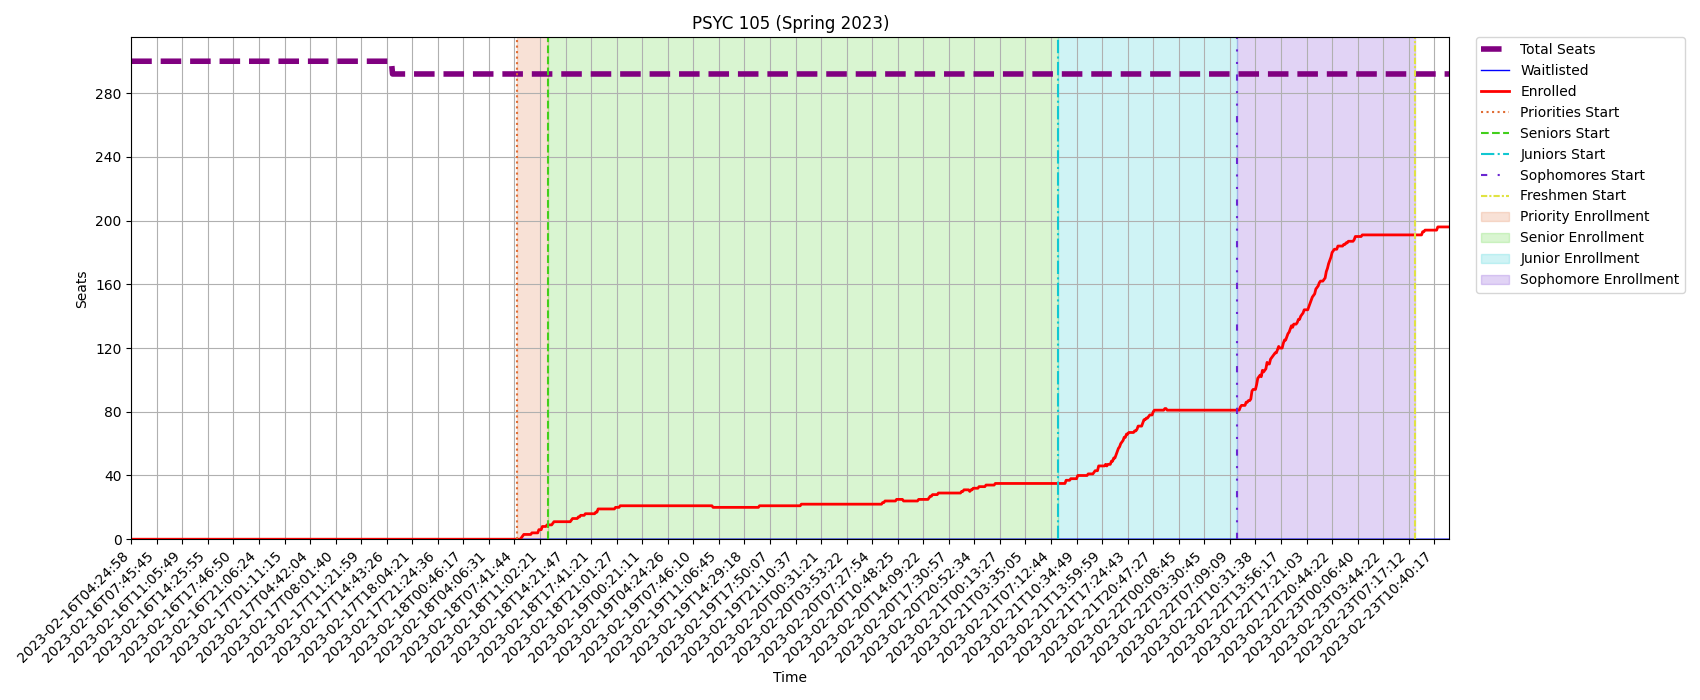 PSYC 105 (Spring 2023)
Seats
280
240
200
160
120
80
40
0
2023-02-16T04:24:58
2023-02-16T07:45:45
2023-02-16T11:05:49
2023-02-16T14:25:55
2023-02-16T17:46:50
2023-02-16T21:06:24
2023-02-17T01:11:15
2023-02-17T04:42:04
2023-02-17T08:01:40
2023-02-17T11:21:59
2023-02-17T14:43:26
2023-02-17T18:04:21
2023-02-17T21:24:36
2023-02-18T00:46:17
2023-02-18T04:06:31
2023-02-18T07:41:44
2023-02-18T11:02:21
2023-02-18T14:21:47
2023-02-18T17:41:21
2023-02-18T21:01:27
2023-02-19T00:21:11
2023-02-19T04:24:26
2023-02-19T07:46:10
2023-02-19T11:06:45
2023-02-19T14:29:18
2023-02-19T17:50:07
2023-02-19T21:10:37
2023-02-20T00:31:21
2023-02-20T03:53:22
2023-02-20T07:27:54
2023-02-20T10:48:25
2023-02-20T14:09:22
2023-02-20T17:30:57
2023-02-20T20:52:34
2023-02-21T00:13:27
2023-02-21T03:35:05
2023-02-21T07:12:44
2023-02-21T10:34:49
2023-02-21T13:59:59
2023-02-21T17:24:43
2023-02-21T20:47:27
2023-02-22T00:08:45
2023-02-22T03:30:45
2023-02-22T07:09:09
2023-02-22T10:31:38
2023-02-22T13:56:17
2023-02-22T17:21:03
2023-02-22T20:44:22
2023-02-23T00:06:40
2023-02-23T03:44:22
2023-02-23T07:17:12
2023-02-23T10:40:17
Time
Total Seats
Waitlisted
Enrolled
Priorities Start
Seniors Start
Juniors Start
Sophomores Start
Freshmen Start
Priority Enrollment
Senior Enrollment
Junior Enrollment
Sophomore Enrollment